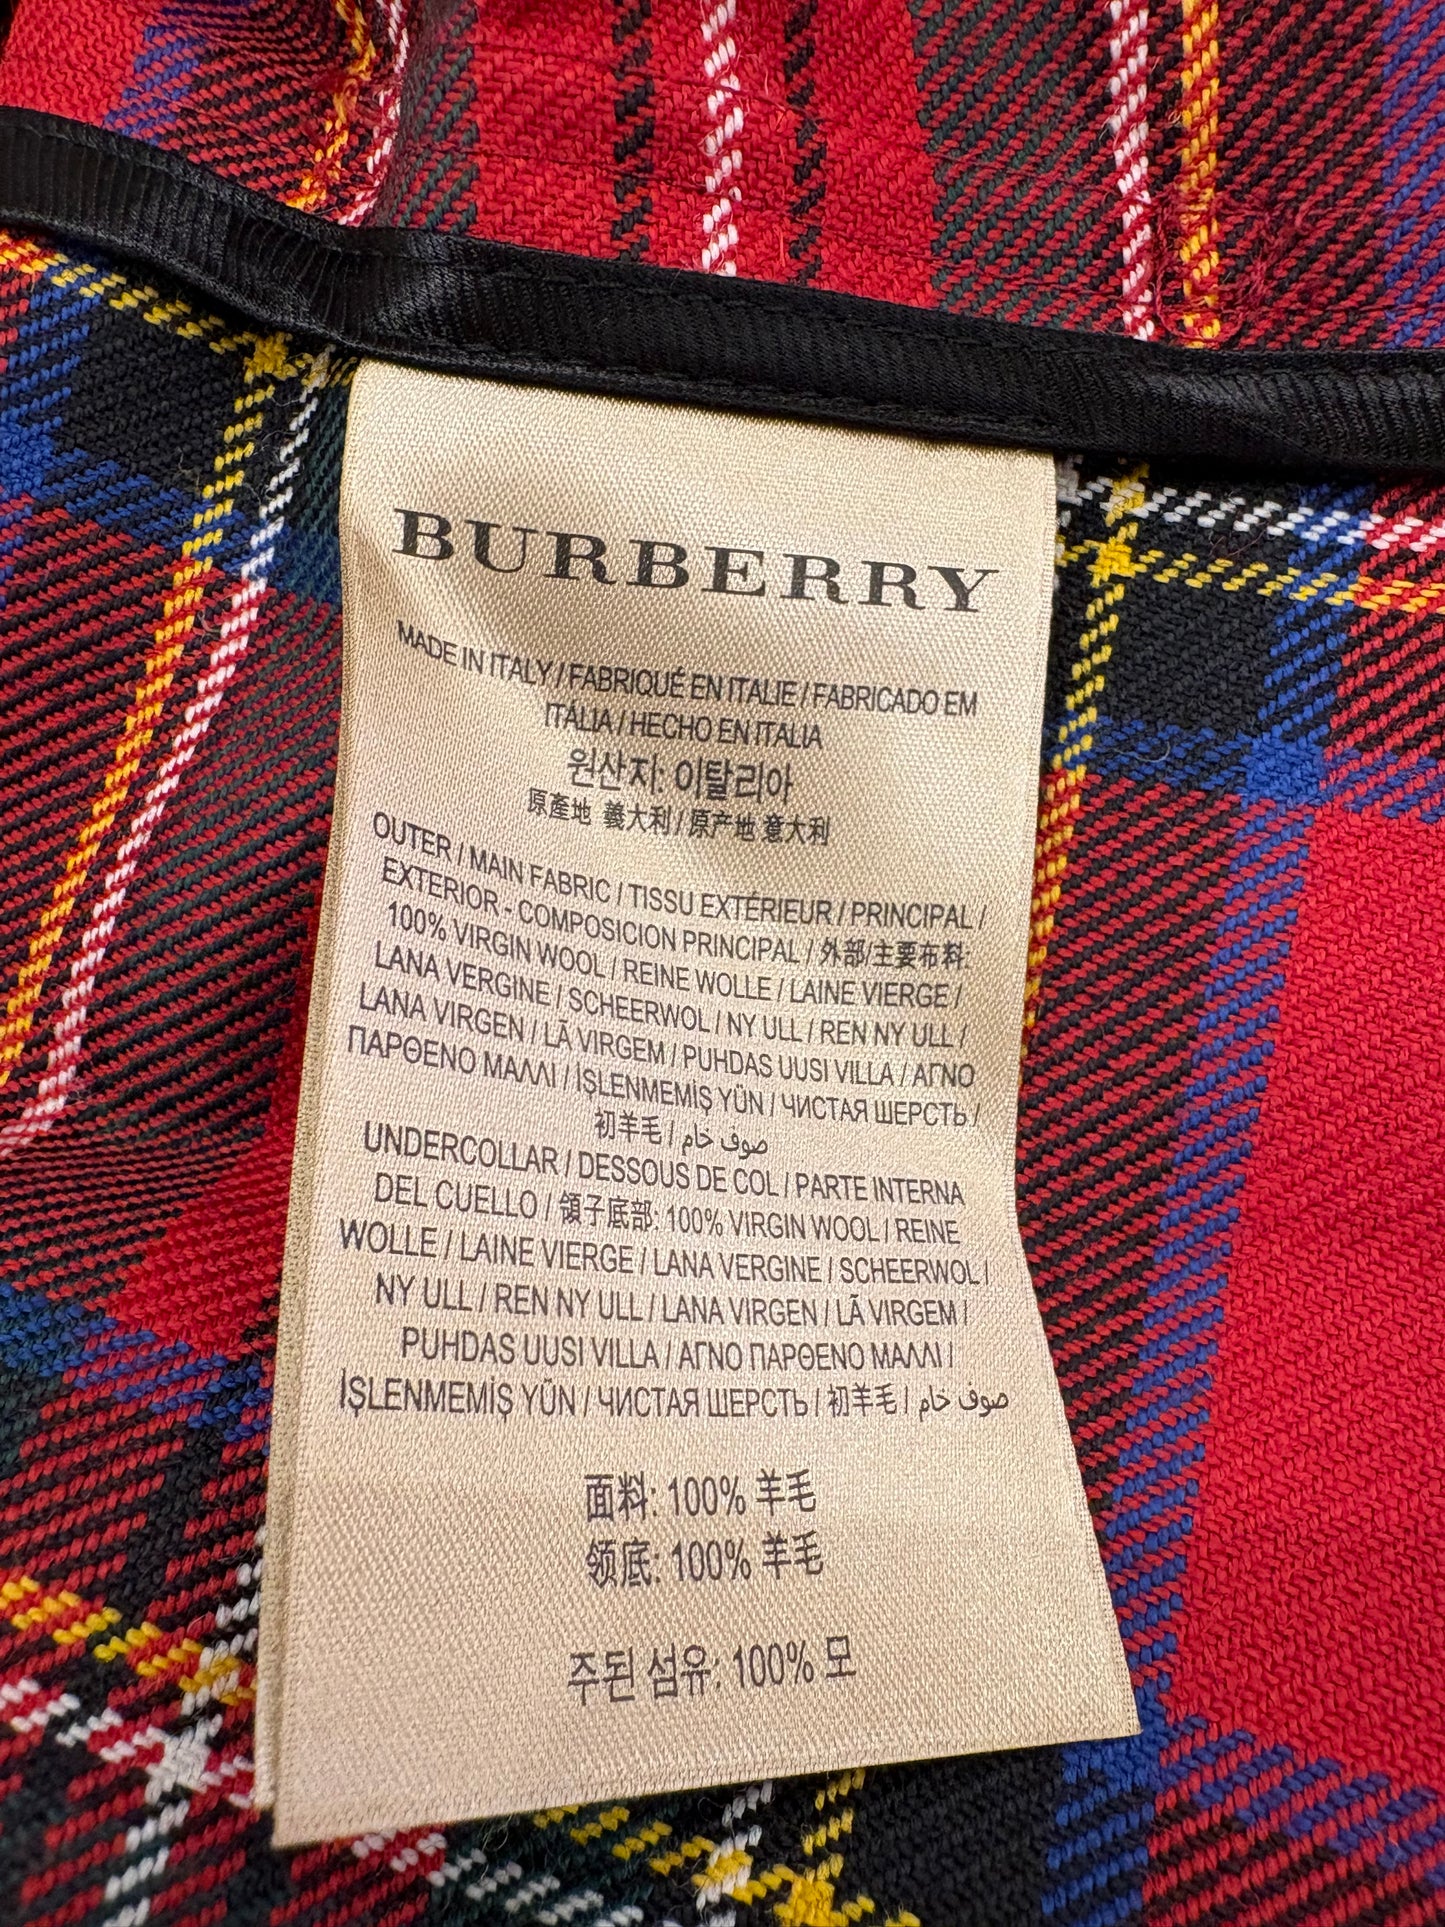 BURBERRY
MADE IN ITALY / FABRIQUÉ EN ITALIE / FABRICADO EM
ITÁLIA / HECHO EN ITALIA
원산지: 이탈리아
原產地 義大利 / 原产地 意大利
OUTER / MAIN FABRIC / TISSU EXTÉRIEUR / PRINCIPAL /
EXTERIOR - COMPOSICION PRINCIPAL / 外部/主要布料:
100% VIRGIN WOOL / REINE WOLLE / LAINE VIERGE /
LANA VERGINE / SCHEERWOL / NY ULL / REN NY ULL /
LANA VIRGEN / LÃ VIRGEM / PUHDAS UUSI VILLA / ΑΓΝΟ
ΠΑΡΘΕΝΟ ΜΑΛΛΙ / İŞLENMEMİŞ YÜN / ЧИСТАЯ ШЕРСТЬ /
初羊毛 / صوف خام
UNDERCOLLAR / DESSOUS DE COL / PARTE INTERNA
DEL CUELLO / 領子底部: 100% VIRGIN WOOL / REINE
WOLLE / LAINE VIERGE / LANA VERGINE / SCHEERWOL /
NY ULL / REN NY ULL / LANA VIRGEN / LÃ VIRGEM /
PUHDAS UUSI VILLA / ΑΓΝΟ ΠΑΡΘΕΝΟ ΜΑΛΛΙ /
İŞLENMEMİŞ YÜN / ЧИСТАЯ ШЕРСТЬ / 初羊毛 / صوف خام
面料: 100% 羊毛
领底: 100% 羊毛
주된 섬유: 100% 모